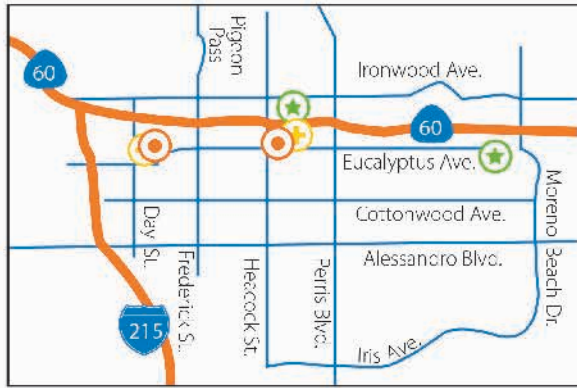 Pigeon
Pass
60
Ironwood Ave.
60
Eucalyptus Ave.
Cottonwood Ave.
Alessandro Blvd.
Day St.
Frederick St.
Heacock St.
Perris Blvd.
Moreno Beach Dr.
215
Iris Ave.